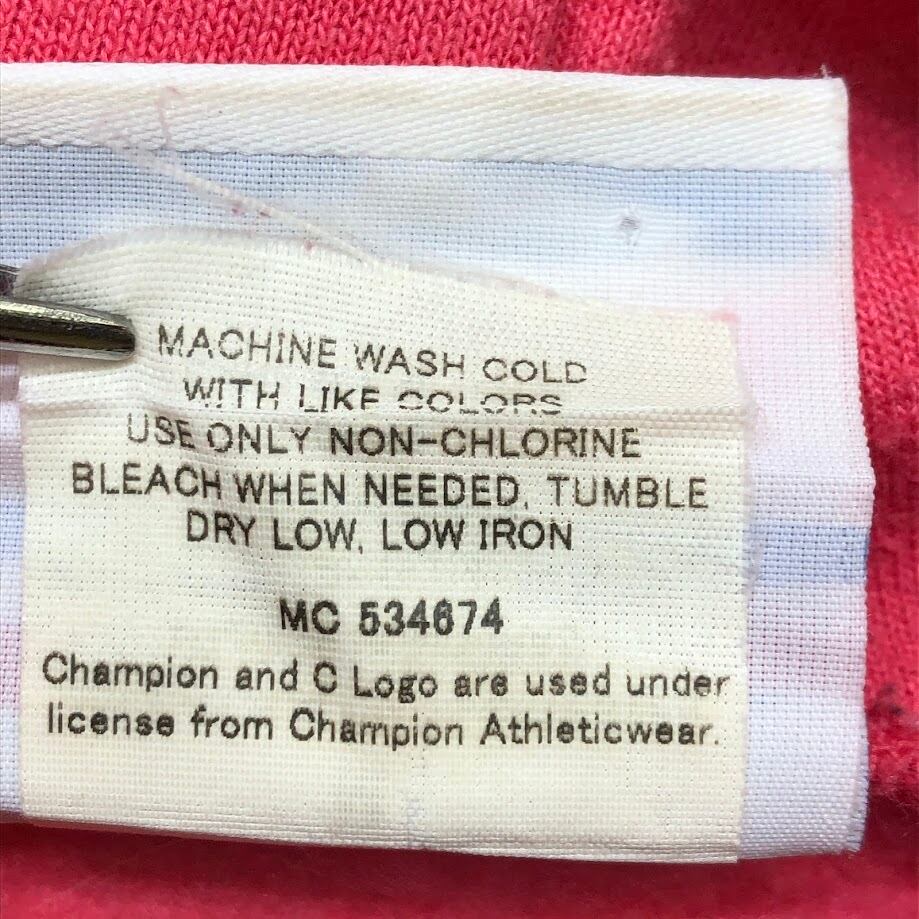 MACHINE WASH COLD
WITH LIKE COLORS
USE ONLY NON-CHLORINE
BLEACH WHEN NEEDED, TUMBLE
DRY LOW, LOW IRON
MC 534674
Champion and C Logo are used under
license from Champion Athleticwear.